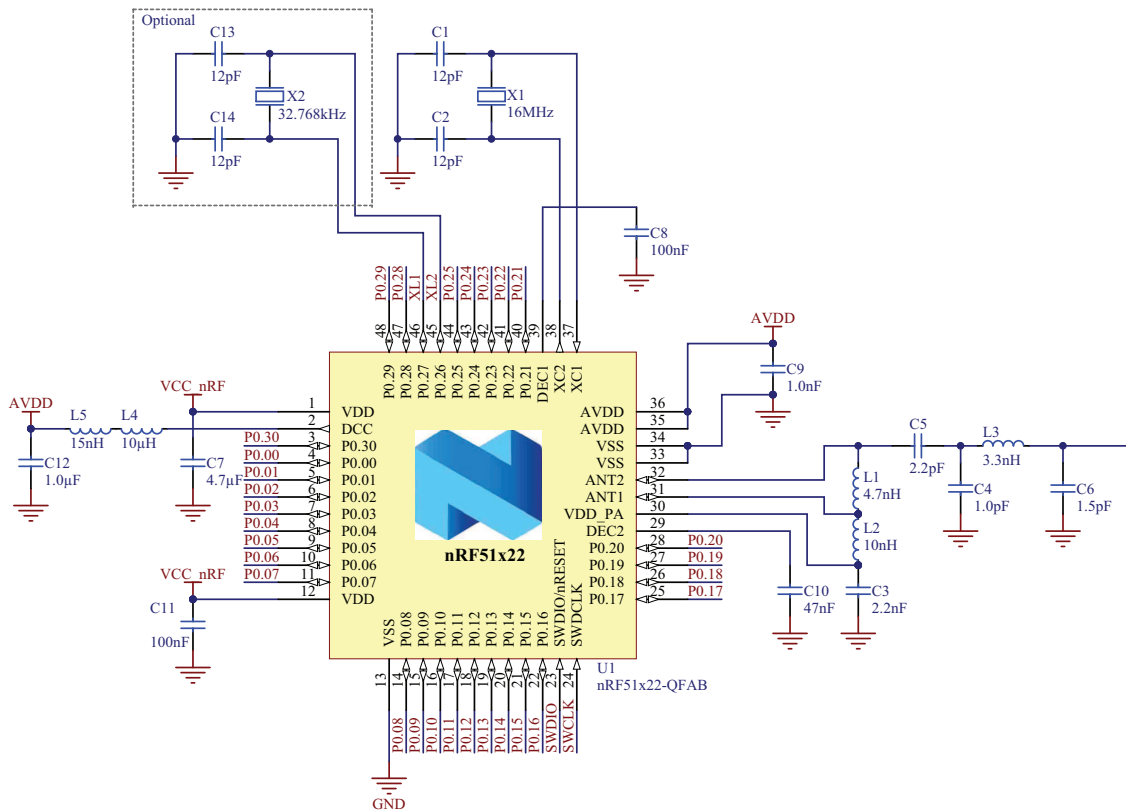 Optional
C13
12pF
X2
32.768kHz
C14
12pF
C1
12pF
X1
16MHz
C2
12pF
C8
100nF
P0.29
P0.28
XL1
XL2
P0.25
P0.24
P0.23
P0.22
P0.21
48
47
46
45
44
43
42
41
40
39
38
37
P0.29
P0.28
P0.27
P0.26
P0.25
P0.24
P0.23
P0.22
P0.21
DEC1
XC2
XC1
AVDD
L5
15nH
L4
10µH
C12
1.0µF
VCC_nRF
C7
4.7µF
1 VDD
2 DCC
P0.30 3 P0.30
P0.00 4 P0.00
P0.01 5 P0.01
P0.02 6 P0.02
P0.03 7 P0.03
P0.04 8 P0.04
P0.05 9 P0.05
P0.06 10 P0.06
P0.07 11 P0.07
12 VDD
VCC_nRF
C11
100nF
nRF51x22
AVDD
C9
1.0nF
AVDD 36
AVDD 35
VSS 34
VSS 33
ANT2 32
ANT1 31
VDD_PA 30
DEC2 29
P0.20 28 P0.20
P0.19 27 P0.19
P0.18 26 P0.18
P0.17 25 P0.17
L1
4.7nH
L2
10nH
C5
2.2pF
L3
3.3nH
C4
1.0pF
C6
1.5pF
C10
47nF
C3
2.2nF
VSS
P0.08
P0.09
P0.10
P0.11
P0.12
P0.13
P0.14
P0.15
P0.16
SWDIO/nRESET
SWDCLK
U1
nRF51x22-QFAB
13
14
15
16
17
18
19
20
21
22
23
24
P0.08
P0.09
P0.10
P0.11
P0.12
P0.13
P0.14
P0.15
P0.16
SWDIO
SWCLK
GND